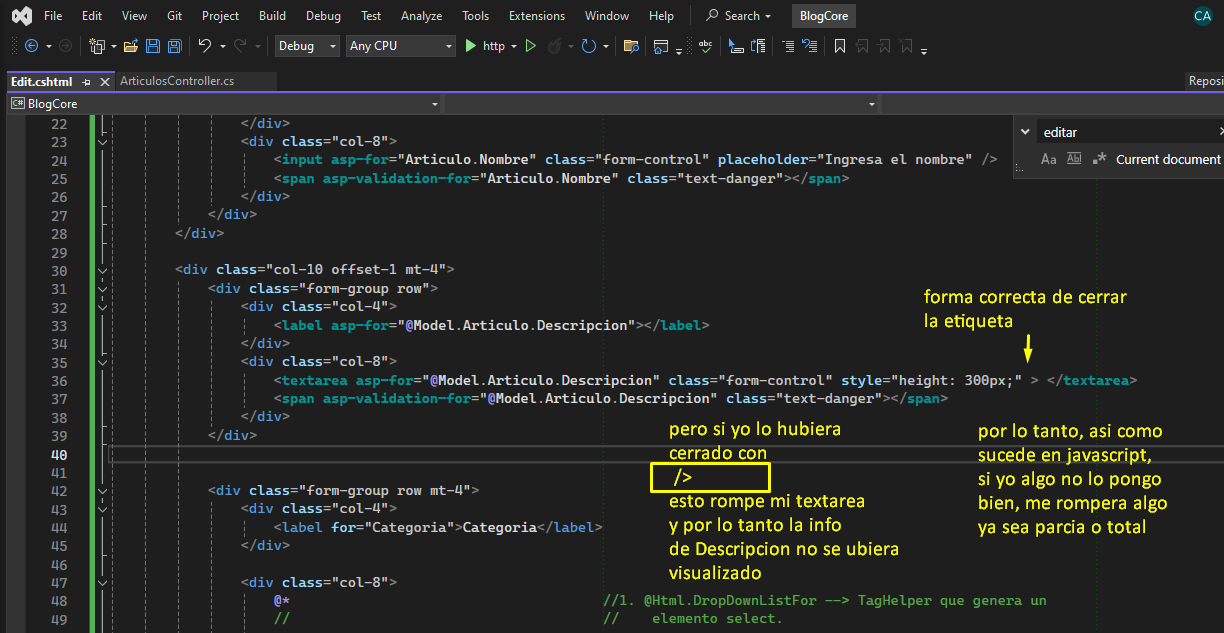 File Edit View Git Project Build Debug Test Analyze Tools Extensions Window Help Search BlogCore CA
Debug Any CPU http abc
Edit.cshtml ArticulosController.cs Reposi
C# BlogCore
editar
Aa Ab .* Current document
22 </div>
23 <div class="col-8">
24 <input asp-for="Articulo.Nombre" class="form-control" placeholder="Ingresa el nombre" />
25 <span asp-validation-for="Articulo.Nombre" class="text-danger"></span>
26 </div>
27 </div>
28 </div>
29
30 <div class="col-10 offset-1 mt-4">
31 <div class="form-group row">
32 <div class="col-4">
33 <label asp-for="@Model.Articulo.Descripcion"></label>
34 </div>
35 <div class="col-8">
36 <textarea asp-for="@Model.Articulo.Descripcion" class="form-control" style="height: 300px;" > </textarea>
37 <span asp-validation-for="@Model.Articulo.Descripcion" class="text-danger"></span>
38 </div>
39 </div>
40
41
42 <div class="form-group row mt-4">
43 <div class="col-4">
44 <label for="Categoria">Categoria</label>
45 </div>
46
47 <div class="col-8">
48 @* //1. @Html.DropDownListFor --> TagHelper que genera un
49 // // elemento select.
forma correcta de cerrar
la etiqueta
pero si yo lo hubiera
cerrado con
/>
esto rompe mi textarea
y por lo tanto la info
de Descripcion no se ubiera
visualizado
por lo tanto, asi como
sucede en javascript,
si yo algo no lo pongo
bien, me rompera algo
ya sea parcia o total